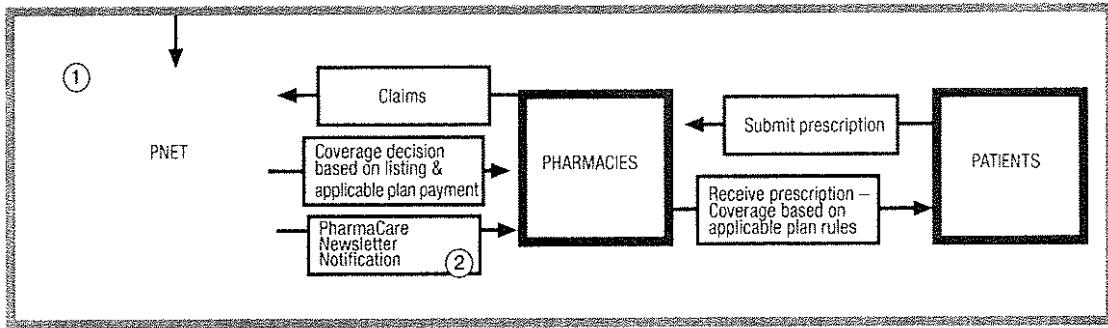 ①
PNET
Claims
Coverage decision
based on listing &
applicable plan payment
PharmaCare
Newsletter
Notification
②
PHARMACIES
Submit prescription
Receive prescription –
Coverage based on
applicable plan rules
PATIENTS